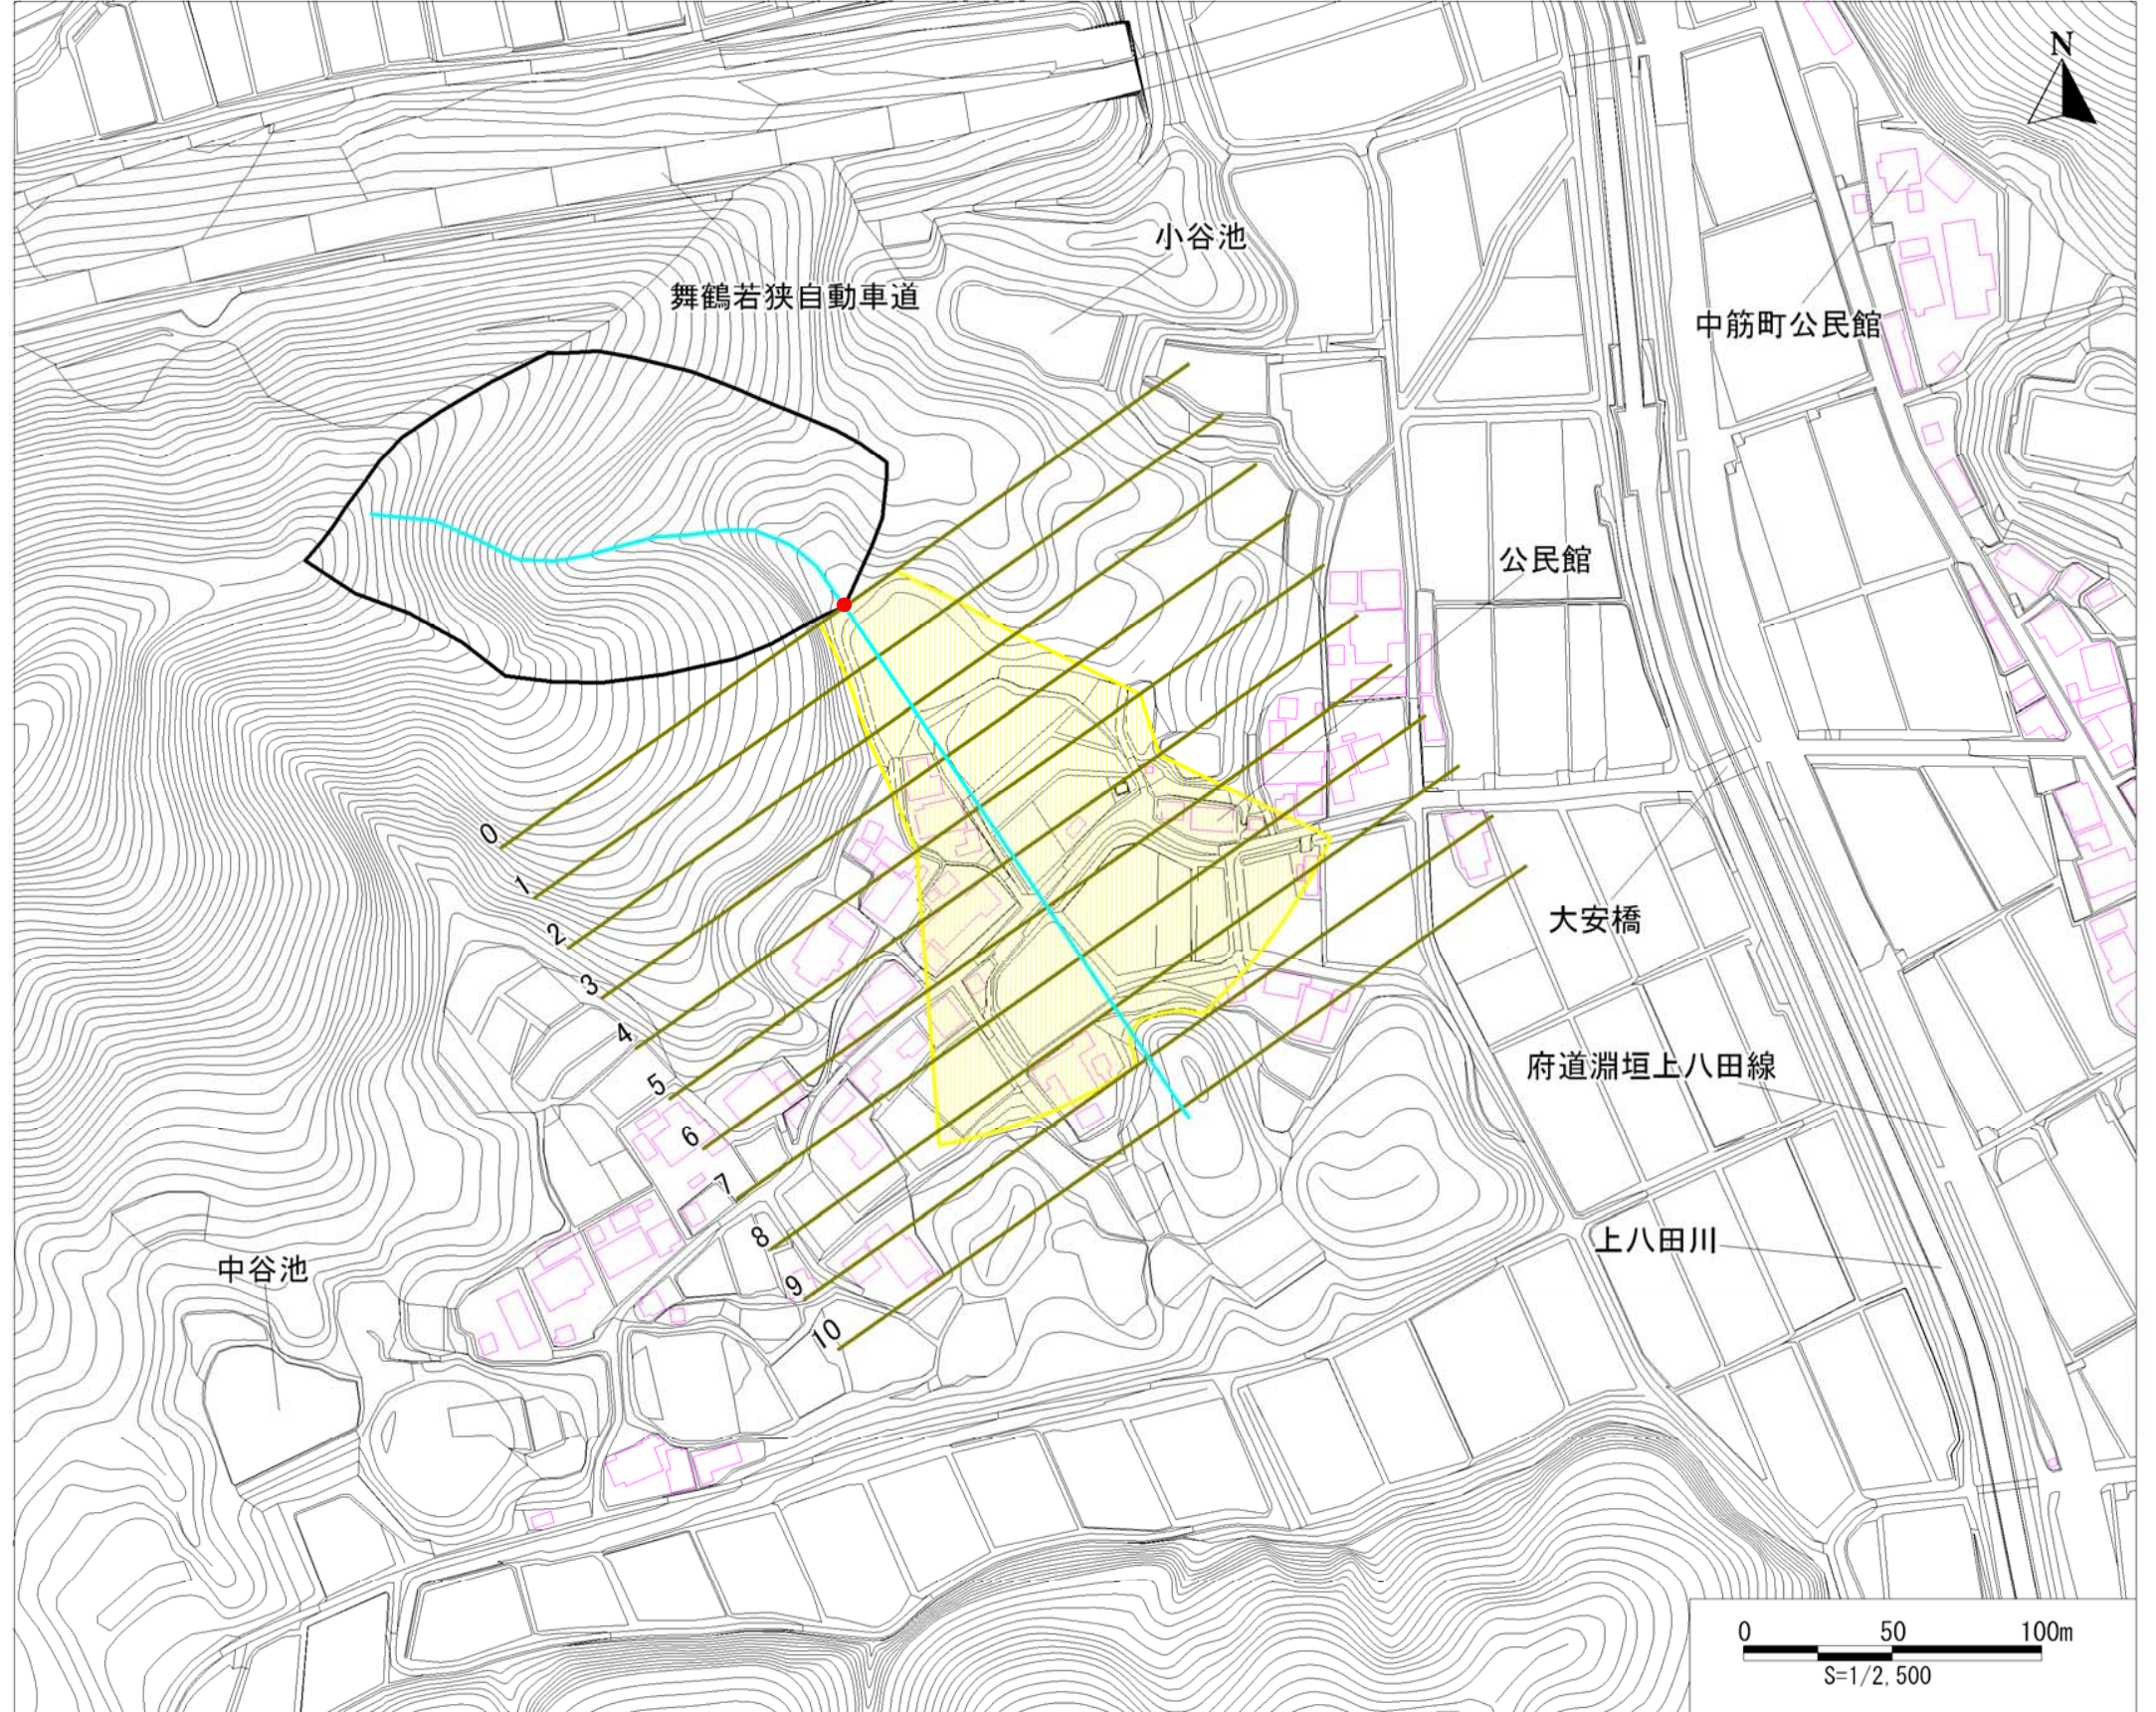 N
小谷池
舞鶴若狭自動車道
中筋町公民館
公民館
0
1
2
大安橋
3
4
府道淵垣上八田線
5
6
7
8
上八田川
中谷池
9
10
0 50 100m
S=1/2,500